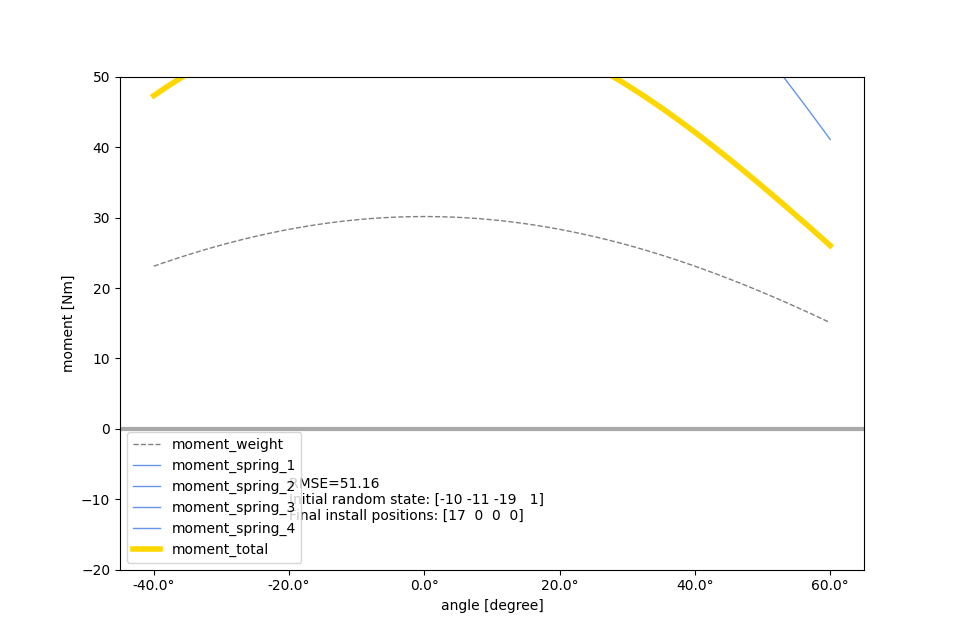 50
40
30
20
10
0
−10
−20
moment [Nm]
moment_weight
moment_spring_1
moment_spring_2
moment_spring_3
moment_spring_4
moment_total
RMSE=51.16
Initial random state: [-10 -11 -19   1]
Final install positions: [17  0  0  0]
-40.0° -20.0° 0.0° 20.0° 40.0° 60.0°
angle [degree]